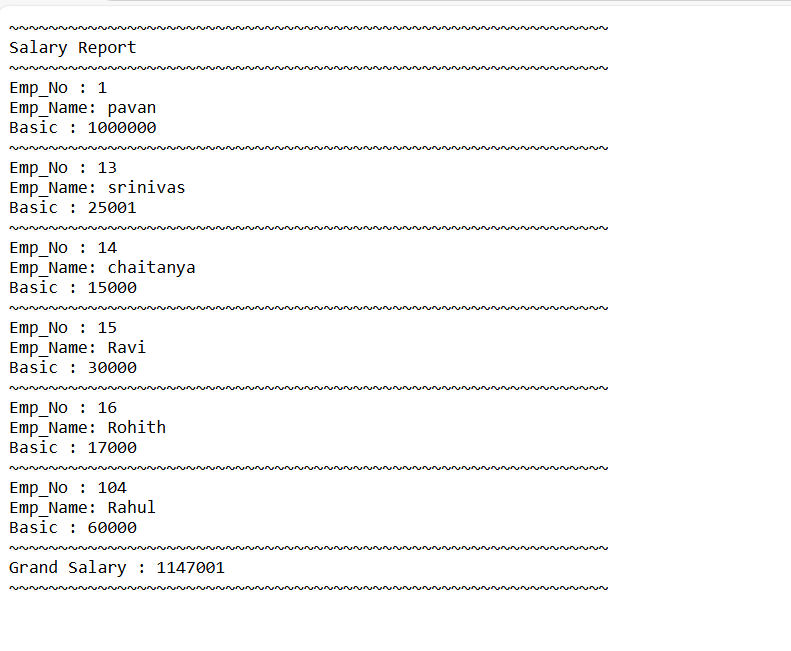 ~~~~~~~~~~~~~~~~~~~~~~~~~~~~~~~~~~~~~~~~~~~~~~~~~~~~~~~~~~~~~
Salary Report
~~~~~~~~~~~~~~~~~~~~~~~~~~~~~~~~~~~~~~~~~~~~~~~~~~~~~~~~~~~~~
Emp_No : 1
Emp_Name: pavan
Basic : 1000000
~~~~~~~~~~~~~~~~~~~~~~~~~~~~~~~~~~~~~~~~~~~~~~~~~~~~~~~~~~~~~
Emp_No : 13
Emp_Name: srinivas
Basic : 25001
~~~~~~~~~~~~~~~~~~~~~~~~~~~~~~~~~~~~~~~~~~~~~~~~~~~~~~~~~~~~~
Emp_No : 14
Emp_Name: chaitanya
Basic : 15000
~~~~~~~~~~~~~~~~~~~~~~~~~~~~~~~~~~~~~~~~~~~~~~~~~~~~~~~~~~~~~
Emp_No : 15
Emp_Name: Ravi
Basic : 30000
~~~~~~~~~~~~~~~~~~~~~~~~~~~~~~~~~~~~~~~~~~~~~~~~~~~~~~~~~~~~~
Emp_No : 16
Emp_Name: Rohith
Basic : 17000
~~~~~~~~~~~~~~~~~~~~~~~~~~~~~~~~~~~~~~~~~~~~~~~~~~~~~~~~~~~~~
Emp_No : 104
Emp_Name: Rahul
Basic : 60000
~~~~~~~~~~~~~~~~~~~~~~~~~~~~~~~~~~~~~~~~~~~~~~~~~~~~~~~~~~~~~
Grand Salary : 1147001
~~~~~~~~~~~~~~~~~~~~~~~~~~~~~~~~~~~~~~~~~~~~~~~~~~~~~~~~~~~~~